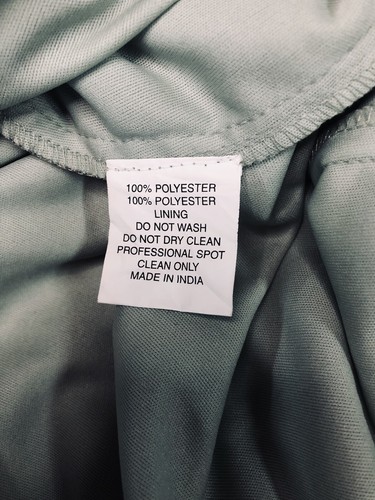 100% POLYESTER
100% POLYESTER
LINING
DO NOT WASH
DO NOT DRY CLEAN
PROFESSIONAL SPOT
CLEAN ONLY
MADE IN INDIA